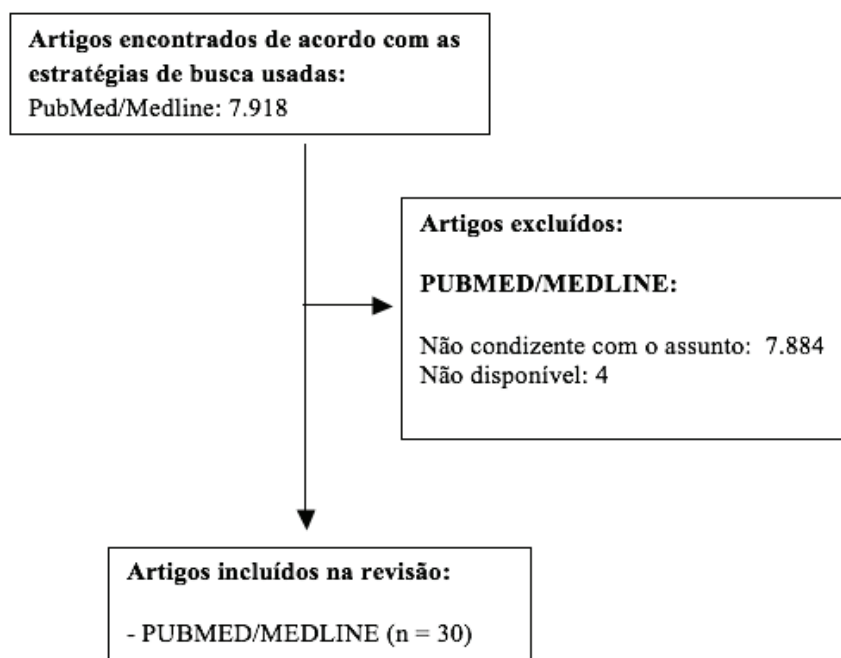 Artigos encontrados de acordo com as
estratégias de busca usadas:
PubMed/Medline: 7.918
Artigos excluídos:
PUBMED/MEDLINE:
Não condizente com o assunto: 7.884
Não disponível: 4
Artigos incluídos na revisão:
- PUBMED/MEDLINE (n = 30)